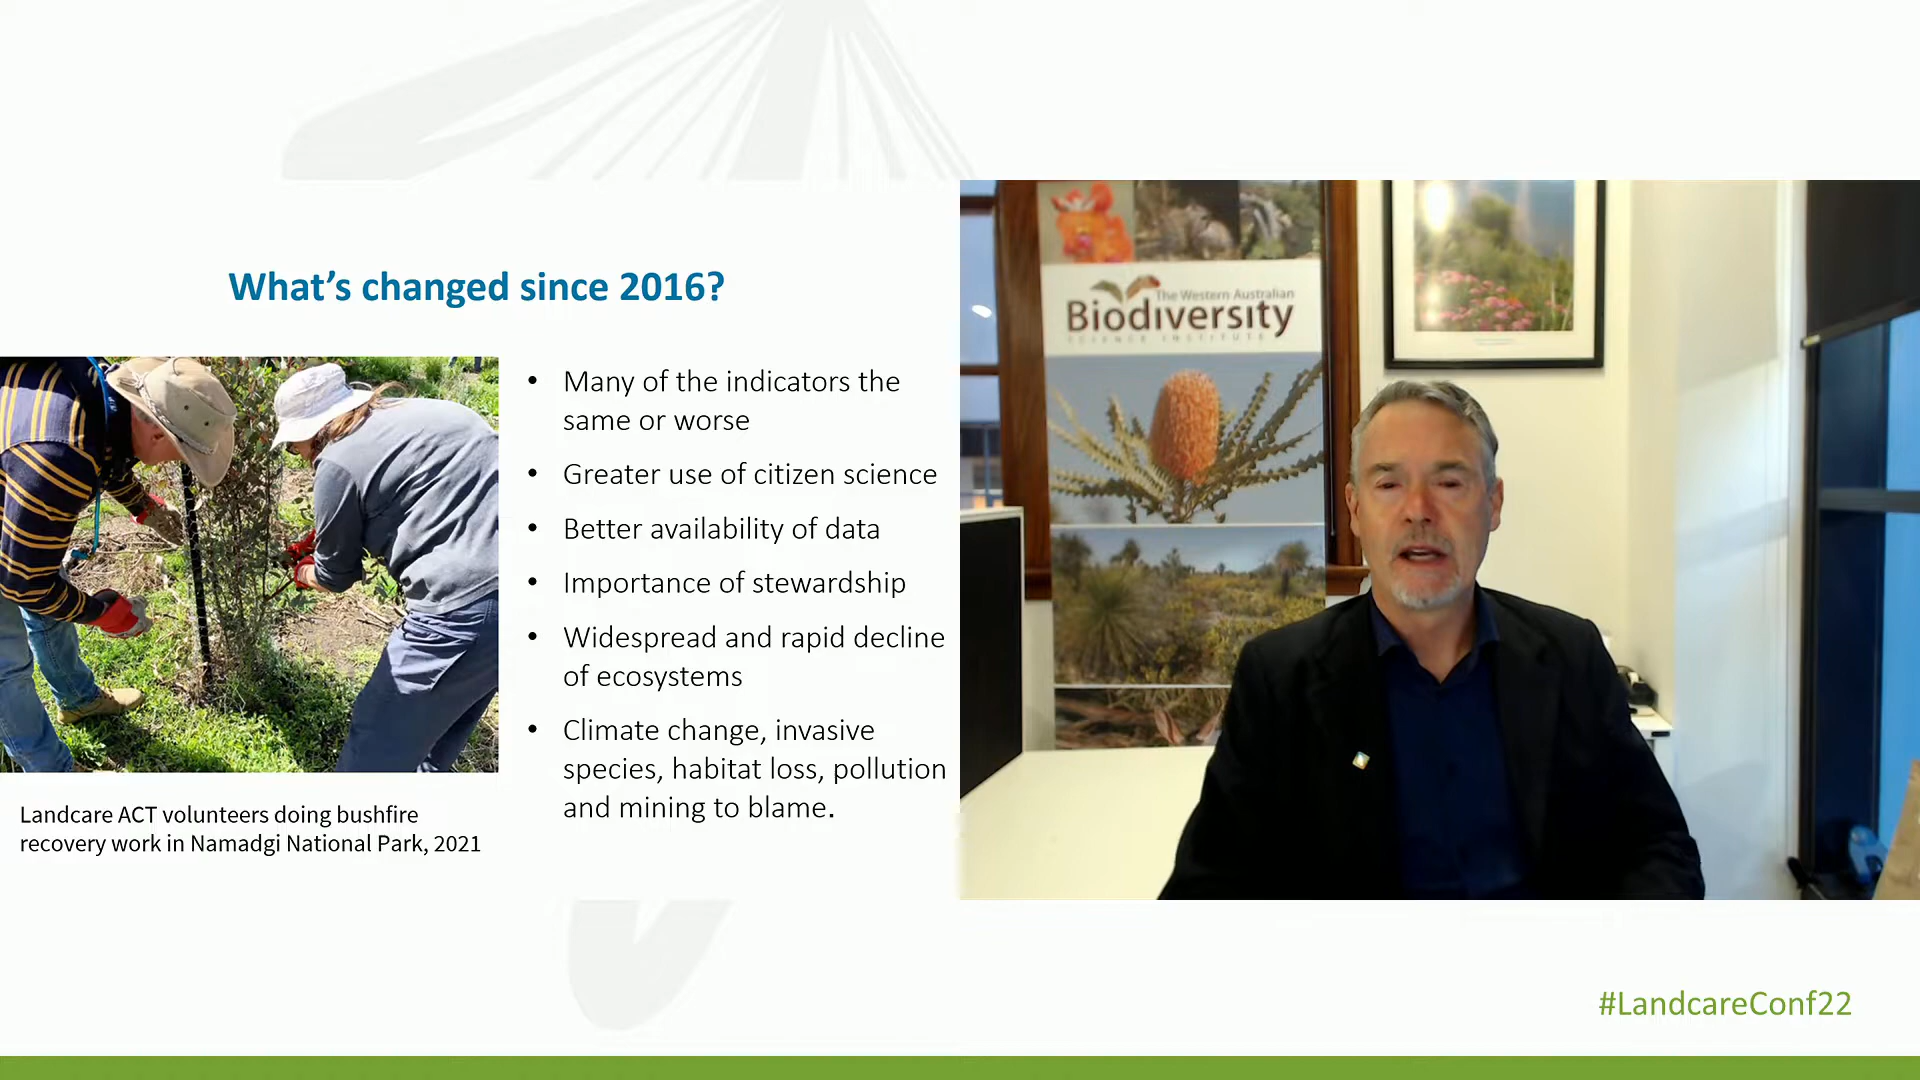 What's changed since 2016?
• Many of the indicators the
same or worse
• Greater use of citizen science
• Better availability of data
• Importance of stewardship
• Widespread and rapid decline
of ecosystems
• Climate change, invasive
species, habitat loss, pollution
and mining to blame.
Landcare ACT volunteers doing bushfire
recovery work in Namadgi National Park, 2021
The Western Australian
Biodiversity
SCIENCE INSTITUTE
#LandcareConf22